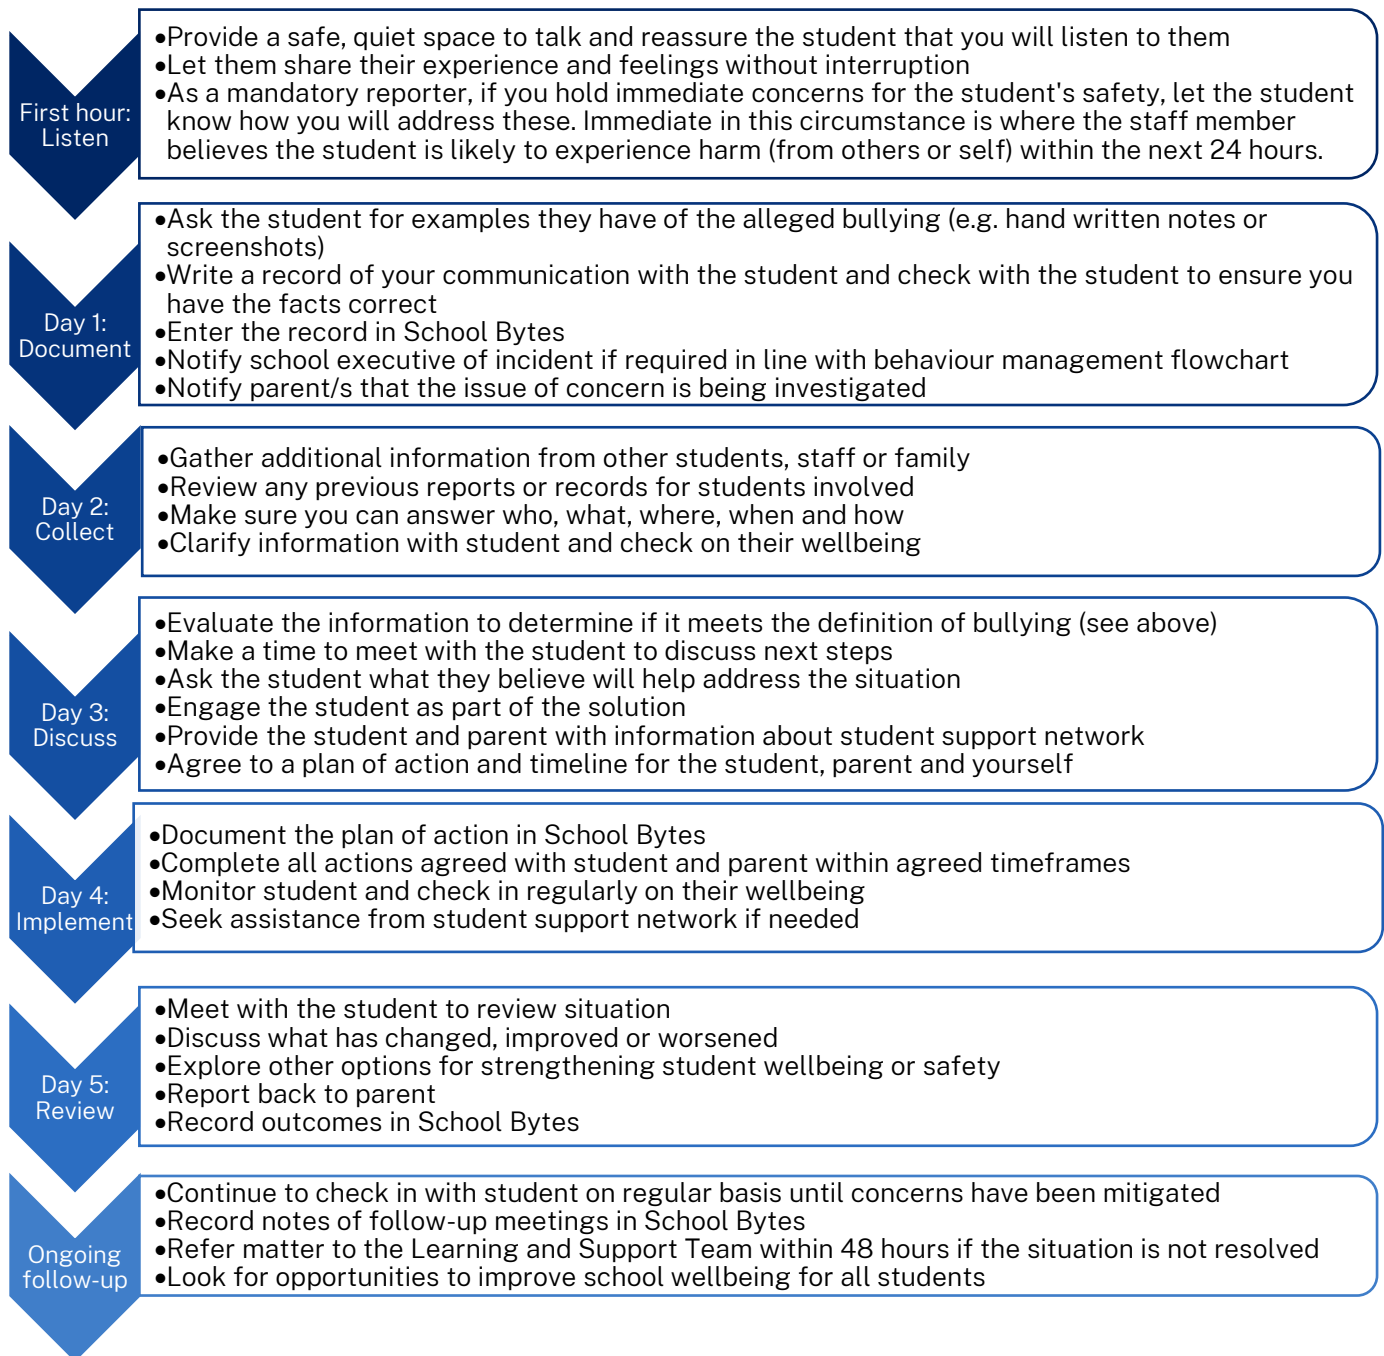 First hour:
Listen
•Provide a safe, quiet space to talk and reassure the student that you will listen to them
•Let them share their experience and feelings without interruption
•As a mandatory reporter, if you hold immediate concerns for the student's safety, let the student
know how you will address these. Immediate in this circumstance is where the staff member
believes the student is likely to experience harm (from others or self) within the next 24 hours.
Day 1:
Document
•Ask the student for examples they have of the alleged bullying (e.g. hand written notes or
screenshots)
•Write a record of your communication with the student and check with the student to ensure you
have the facts correct
•Enter the record in School Bytes
•Notify school executive of incident if required in line with behaviour management flowchart
•Notify parent/s that the issue of concern is being investigated
Day 2:
Collect
•Gather additional information from other students, staff or family
•Review any previous reports or records for students involved
•Make sure you can answer who, what, where, when and how
•Clarify information with student and check on their wellbeing
Day 3:
Discuss
•Evaluate the information to determine if it meets the definition of bullying (see above)
•Make a time to meet with the student to discuss next steps
•Ask the student what they believe will help address the situation
•Engage the student as part of the solution
•Provide the student and parent with information about student support network
•Agree to a plan of action and timeline for the student, parent and yourself
Day 4:
Implement
•Document the plan of action in School Bytes
•Complete all actions agreed with student and parent within agreed timeframes
•Monitor student and check in regularly on their wellbeing
•Seek assistance from student support network if needed
Day 5:
Review
•Meet with the student to review situation
•Discuss what has changed, improved or worsened
•Explore other options for strengthening student wellbeing or safety
•Report back to parent
•Record outcomes in School Bytes
Ongoing
follow-up
•Continue to check in with student on regular basis until concerns have been mitigated
•Record notes of follow-up meetings in School Bytes
•Refer matter to the Learning and Support Team within 48 hours if the situation is not resolved
•Look for opportunities to improve school wellbeing for all students